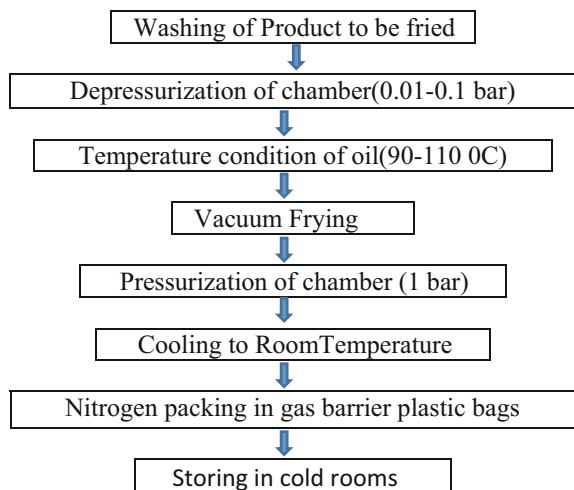 Washing of Product to be fried
Depressurization of chamber(0.01-0.1 bar)
Temperature condition of oil(90-110 0C)
Vacuum Frying
Pressurization of chamber (1 bar)
Cooling to RoomTemperature
Nitrogen packing in gas barrier plastic bags
Storing in cold rooms